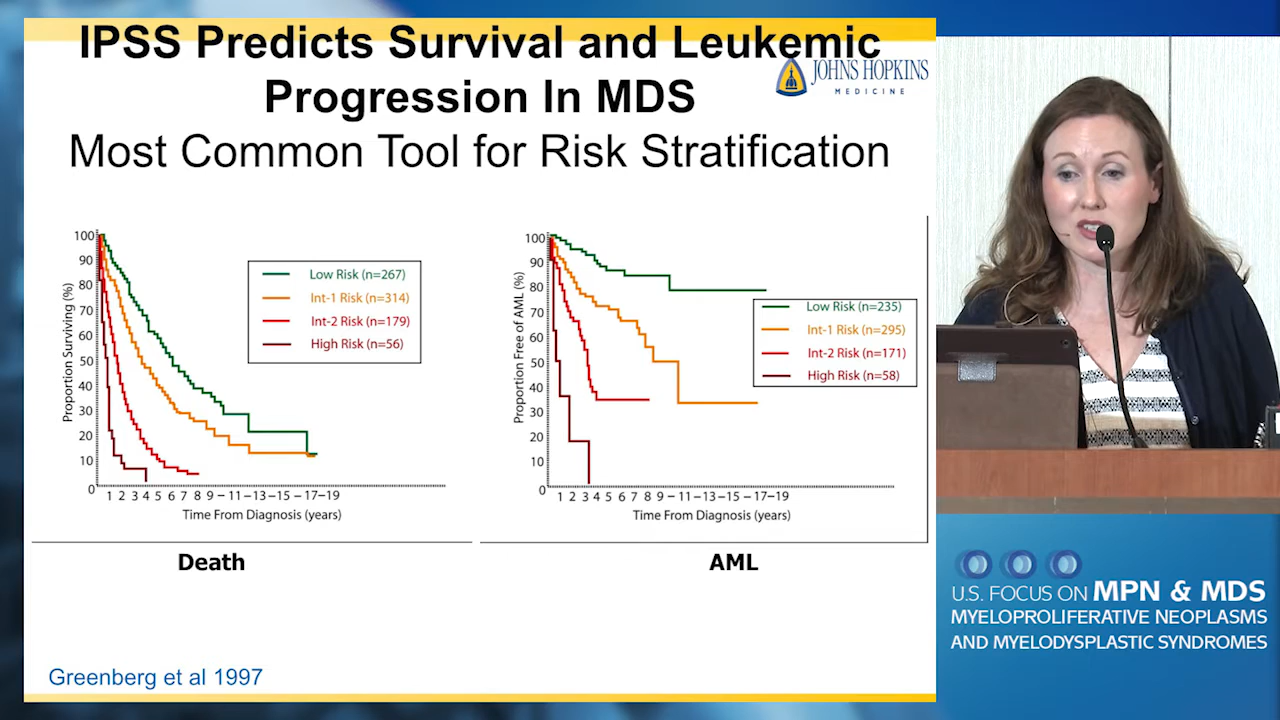 IPSS Predicts Survival and Leukemic
Progression In MDS
Most Common Tool for Risk Stratification
JOHNS HOPKINS
MEDICINE
Proportion Surviving (%)
100
90
80
70
60
50
40
30
20
10
0
Low Risk (n=267)
Int-1 Risk (n=314)
Int-2 Risk (n=179)
High Risk (n=56)
1 2 3 4 5 6 7 8 9 – 11 –13 –15 – 17–19
Time From Diagnosis (years)
Death
Proportion Free of AML (%)
100
90
80
70
60
50
40
30
20
10
0
Low Risk (n=235)
Int-1 Risk (n=295)
Int-2 Risk (n=171)
High Risk (n=58)
1 2 3 4 5 6 7 8 9 – 11 –13 –15 – 17–19
Time From Diagnosis (years)
AML
Greenberg et al 1997
U.S. FOCUS ON MPN & MDS
MYELOPROLIFERATIVE NEOPLASMS
AND MYELODYSPLASTIC SYNDROMES